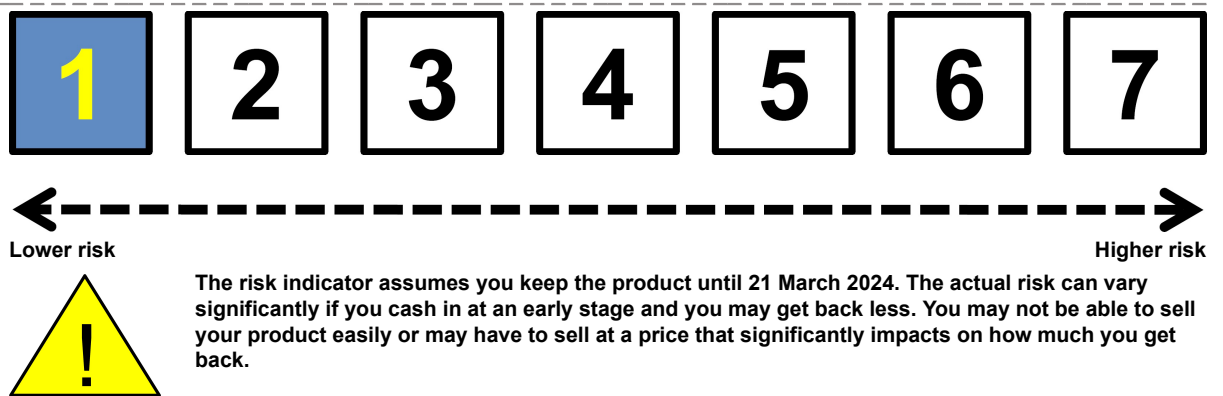 1 2 3 4 5 6 7
Lower risk Higher risk
! The risk indicator assumes you keep the product until 21 March 2024. The actual risk can vary
significantly if you cash in at an early stage and you may get back less. You may not be able to sell
your product easily or may have to sell at a price that significantly impacts on how much you get
back.